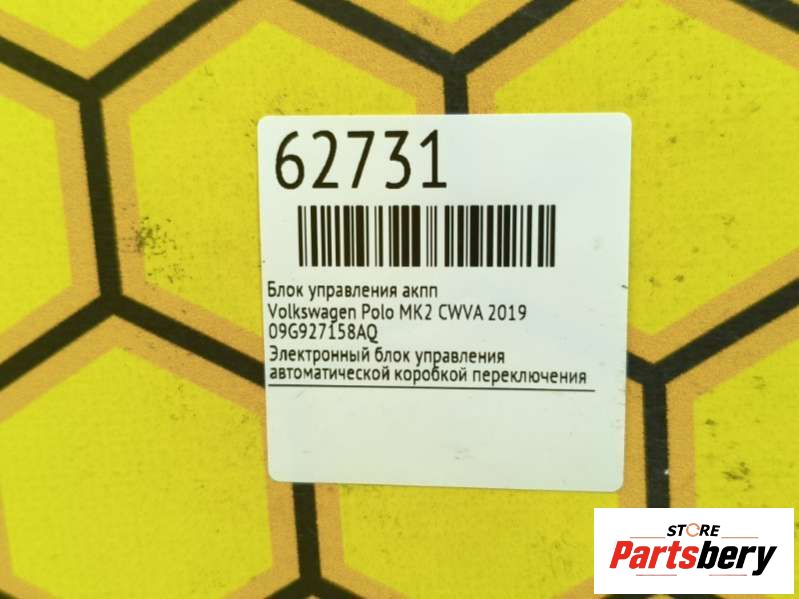 62731
Блок управления акпп
Volkswagen Polo MK2 CWVA 2019
09G927158AQ
Электронный блок управления
автоматической коробкой переключения
STORE
Partsbery